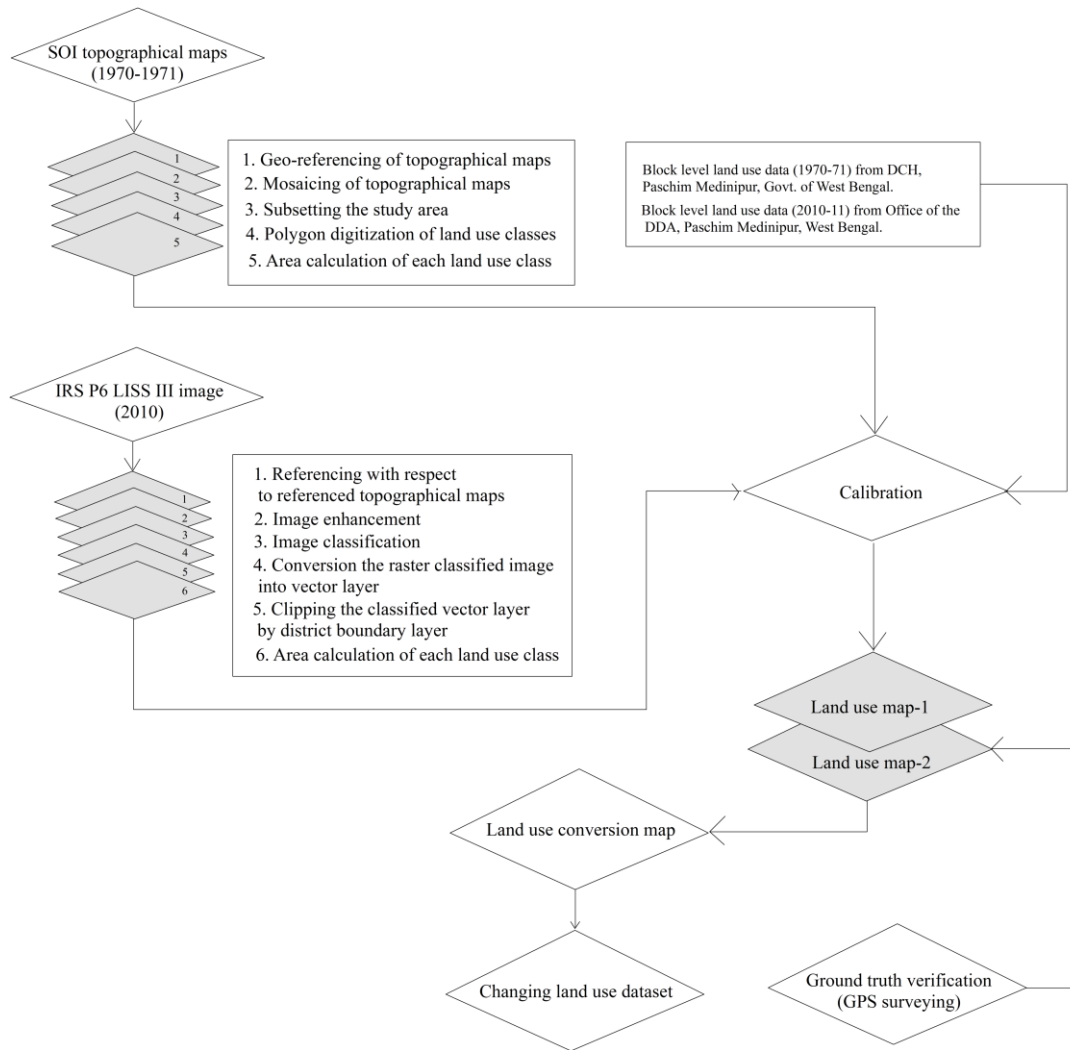 SOI topographical maps
(1970-1971)
1
2
3
4
5
1. Geo-referencing of topographical maps
2. Mosaicing of topographical maps
3. Subsetting the study area
4. Polygon digitization of land use classes
5. Area calculation of each land use class
Block level land use data (1970-71) from DCH,
Paschim Medinipur, Govt. of West Bengal.
Block level land use data (2010-11) from Office of the
DDA, Paschim Medinipur, West Bengal.
IRS P6 LISS III image
(2010)
1
2
3
4
5
6
1. Referencing with respect
to referenced topographical maps
2. Image enhancement
3. Image classification
4. Conversion the raster classified image
into vector layer
5. Clipping the classified vector layer
by district boundary layer
6. Area calculation of each land use class
Calibration
Land use map-1
Land use map-2
Land use conversion map
Changing land use dataset
Ground truth verification
(GPS surveying)